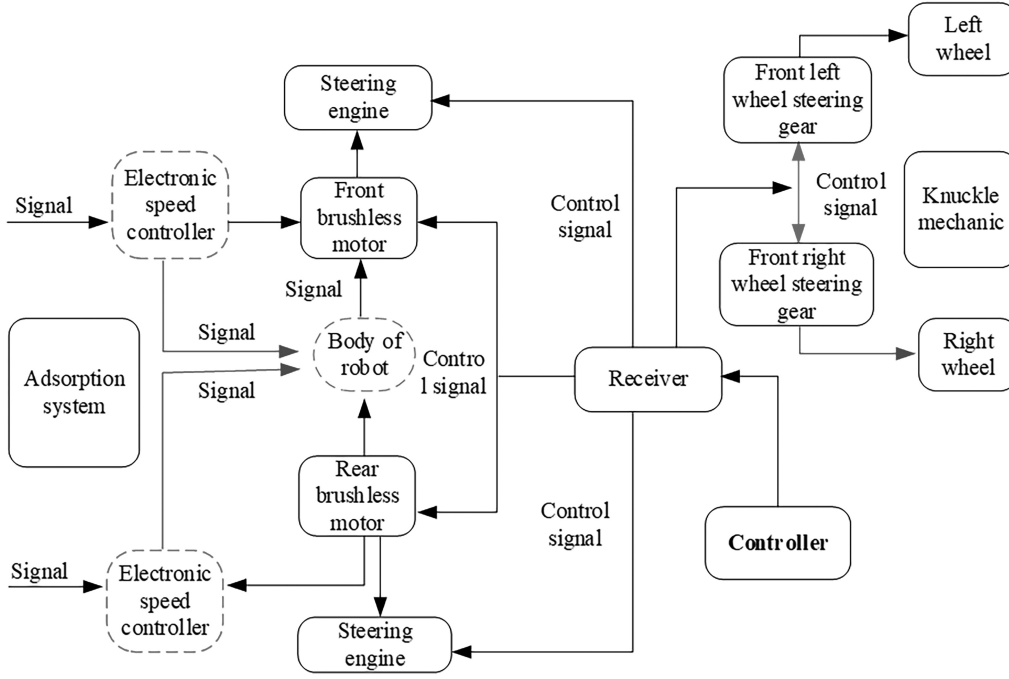 Left
wheel
Front left
wheel steering
gear
Steering
engine
Electronic
speed
controller
Signal
Front
brushless
motor
Control
signal
Control
signal
Knuckle
mechanic
Front right
wheel steering
gear
Signal
Signal
Body of
robot
Contro
l signal
Receiver
Right
wheel
Adsorption
system
Signal
Rear
brushless
motor
Control
signal
Controller
Signal
Electronic
speed
controller
Steering
engine